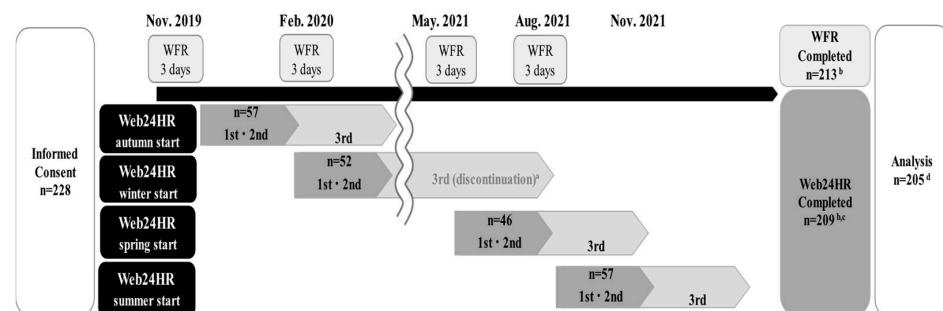 Nov. 2019
Feb. 2020
May. 2021
Aug. 2021
Nov. 2021
WFR
3 days
WFR
3 days
WFR
3 days
WFR
3 days
WFR
Completed
n=213 b
Informed
Consent
n=228
Web24HR
autumn start
n=57
1st・2nd
3rd
Web24HR
winter start
n=52
1st・2nd
3rd (discontinuation)a
Web24HR
spring start
n=46
1st・2nd
3rd
Web24HR
summer start
n=57
1st・2nd
3rd
Web24HR
Completed
n=209 b,c
Analysis
n=205 d